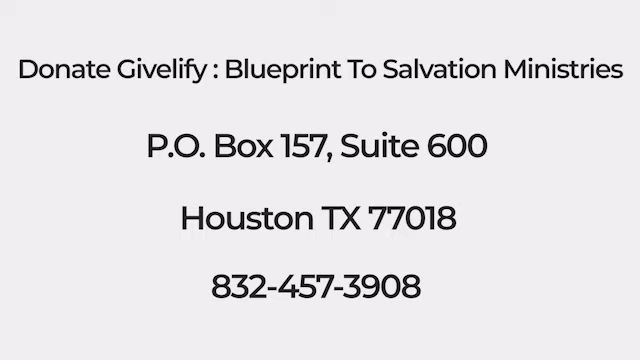 Donate Givelify : Blueprint To Salvation Ministries
P.O. Box 157, Suite 600
Houston TX 77018
832-457-3908